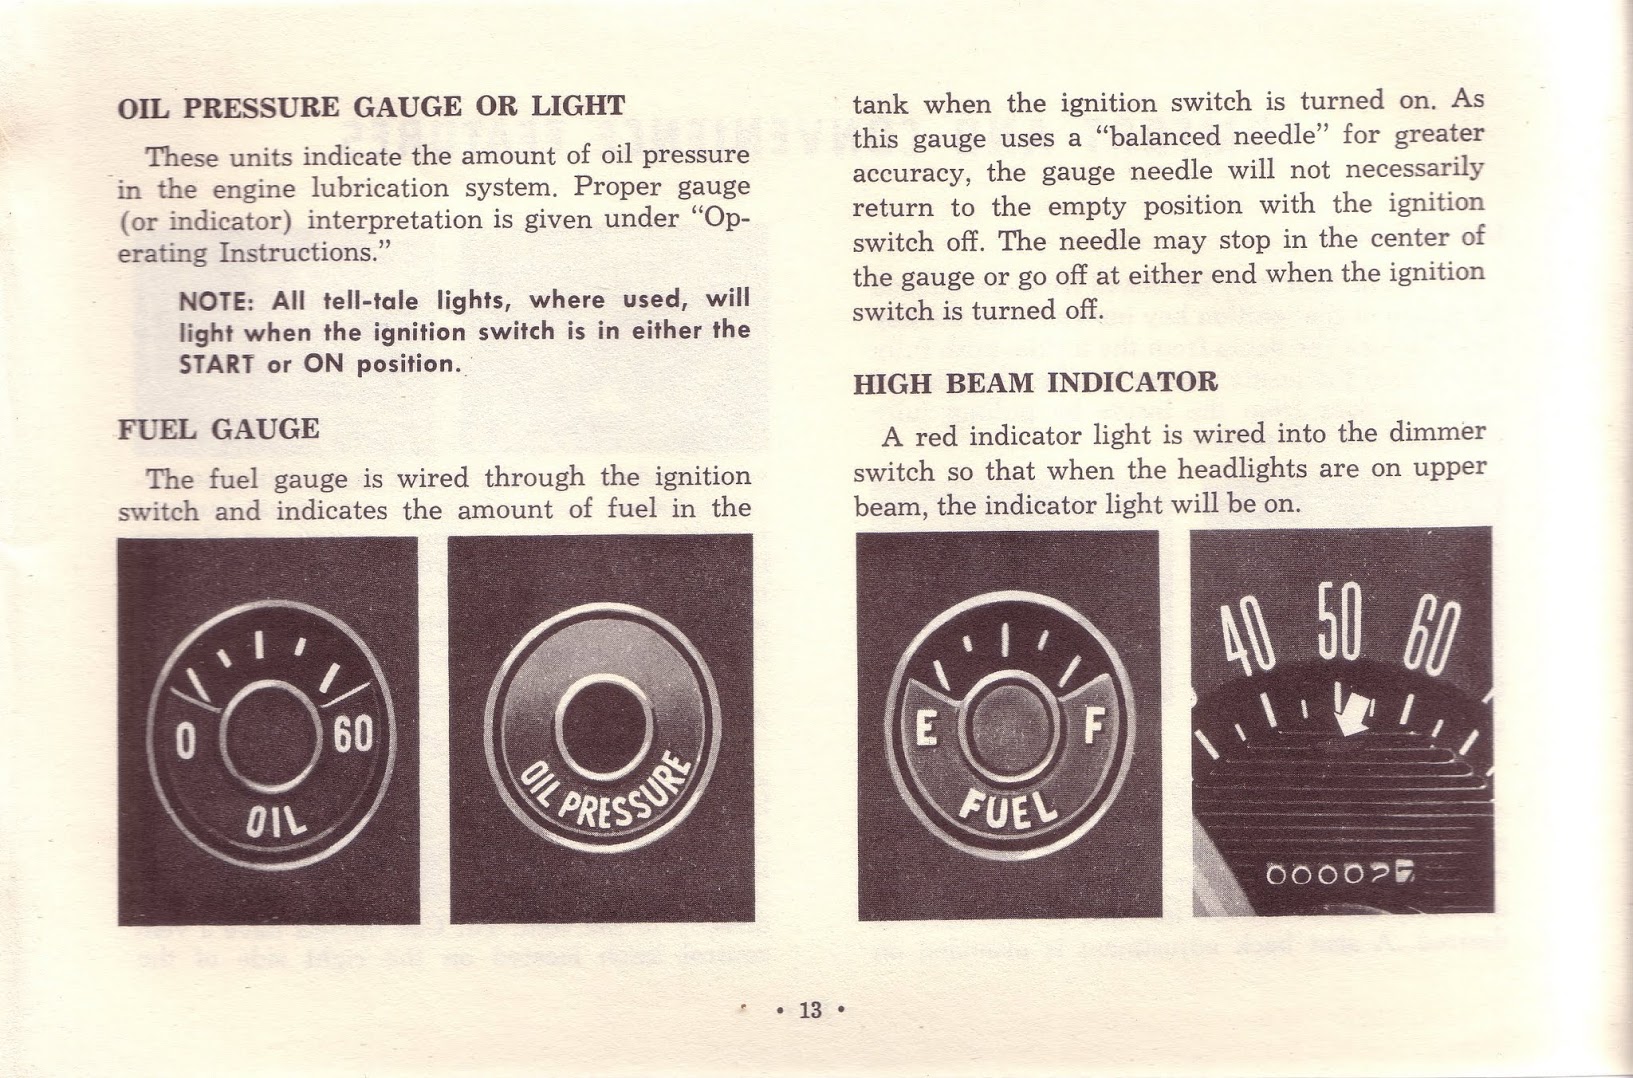 OIL PRESSURE GAUGE OR LIGHT
These units indicate the amount of oil pressure
in the engine lubrication system. Proper gauge
(or indicator) interpretation is given under “Op-
erating Instructions.”
NOTE: All tell-tale lights, where used, will
light when the ignition switch is in either the
START or ON position.
FUEL GAUGE
The fuel gauge is wired through the ignition
switch and indicates the amount of fuel in the
tank when the ignition switch is turned on. As
this gauge uses a “balanced needle” for greater
accuracy, the gauge needle will not necessarily
return to the empty position with the ignition
switch off. The needle may stop in the center of
the gauge or go off at either end when the ignition
switch is turned off.
HIGH BEAM INDICATOR
A red indicator light is wired into the dimmer
switch so that when the headlights are on upper
beam, the indicator light will be on.
0 60
OIL
OIL PRESSURE
E F
FUEL
40 50 60
• 13 •